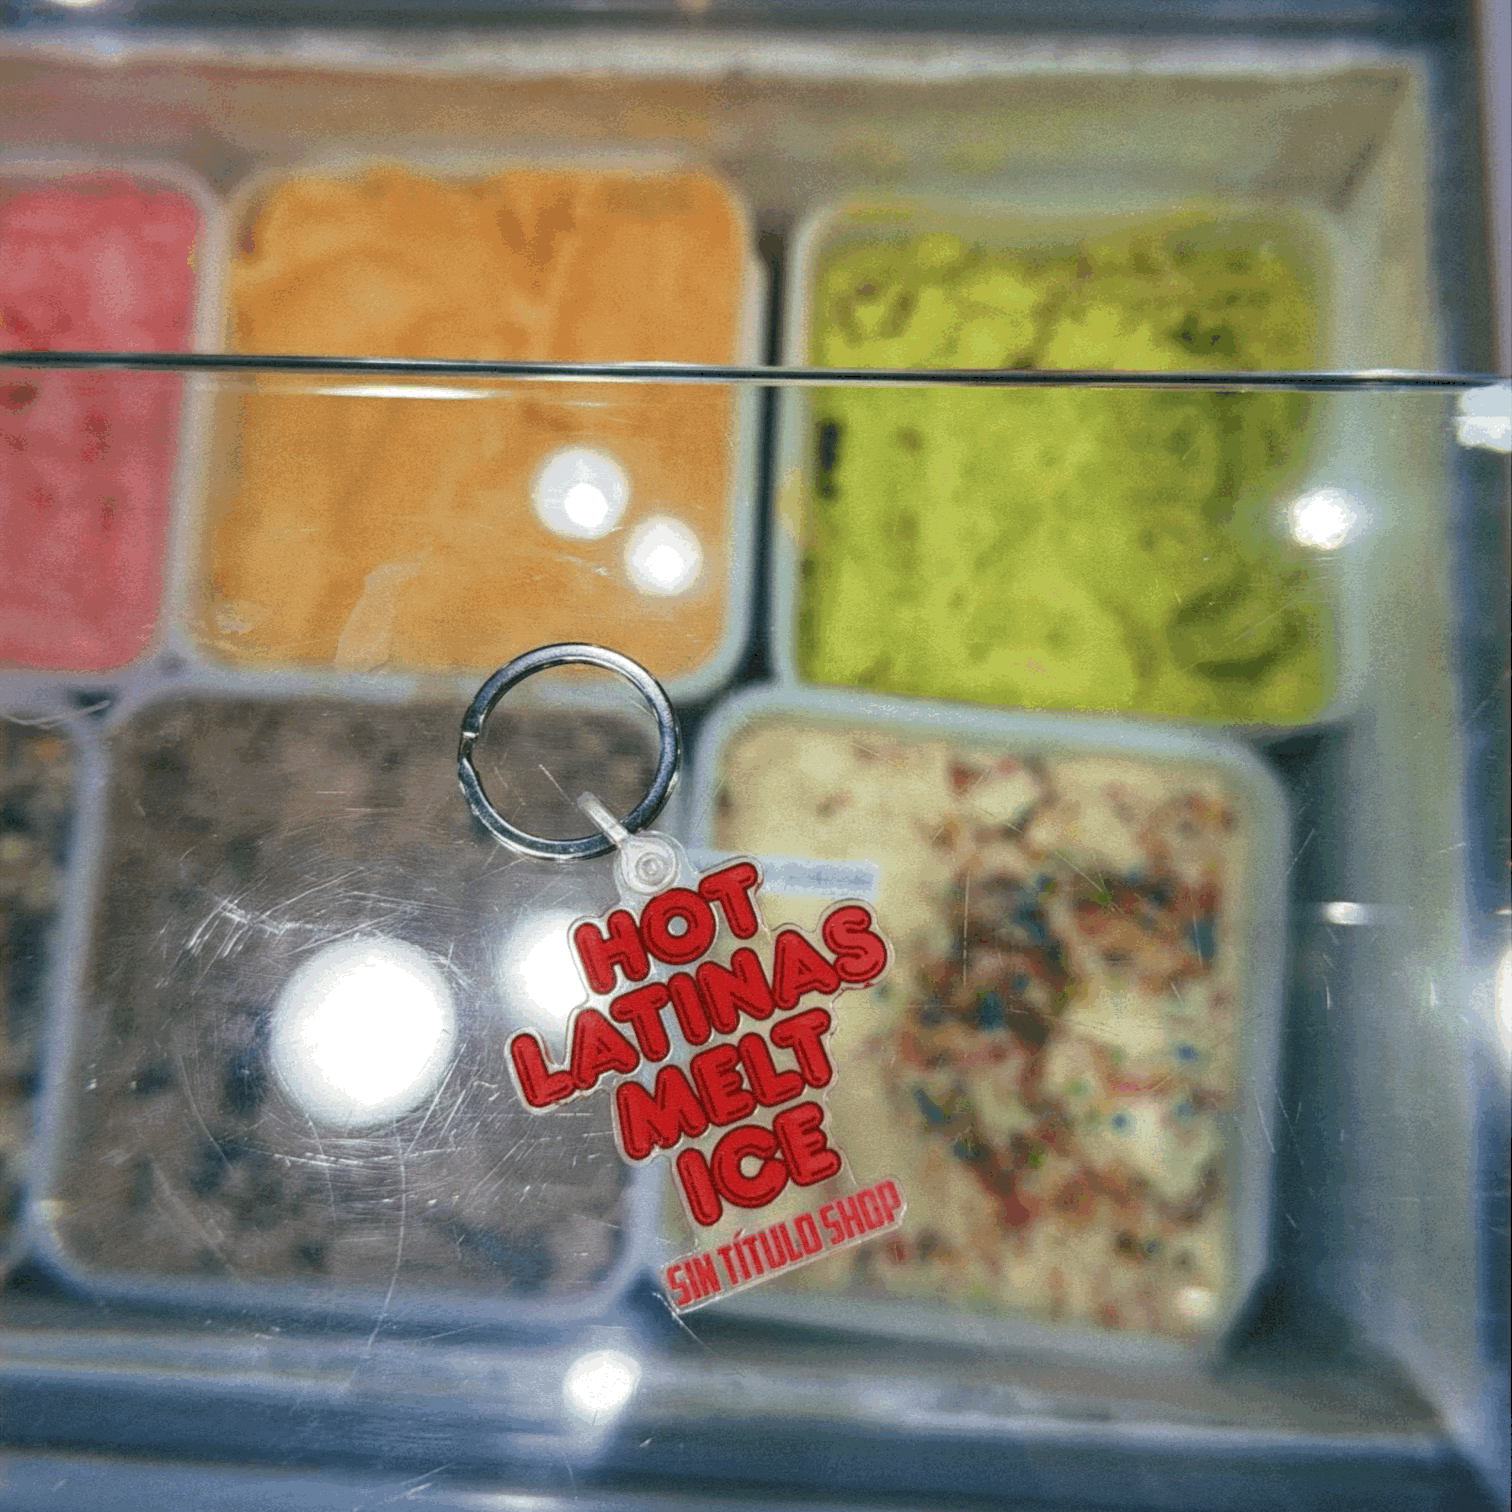 HOT
LATINAS
MELT
ICE
SIN TÍTULO SHOP